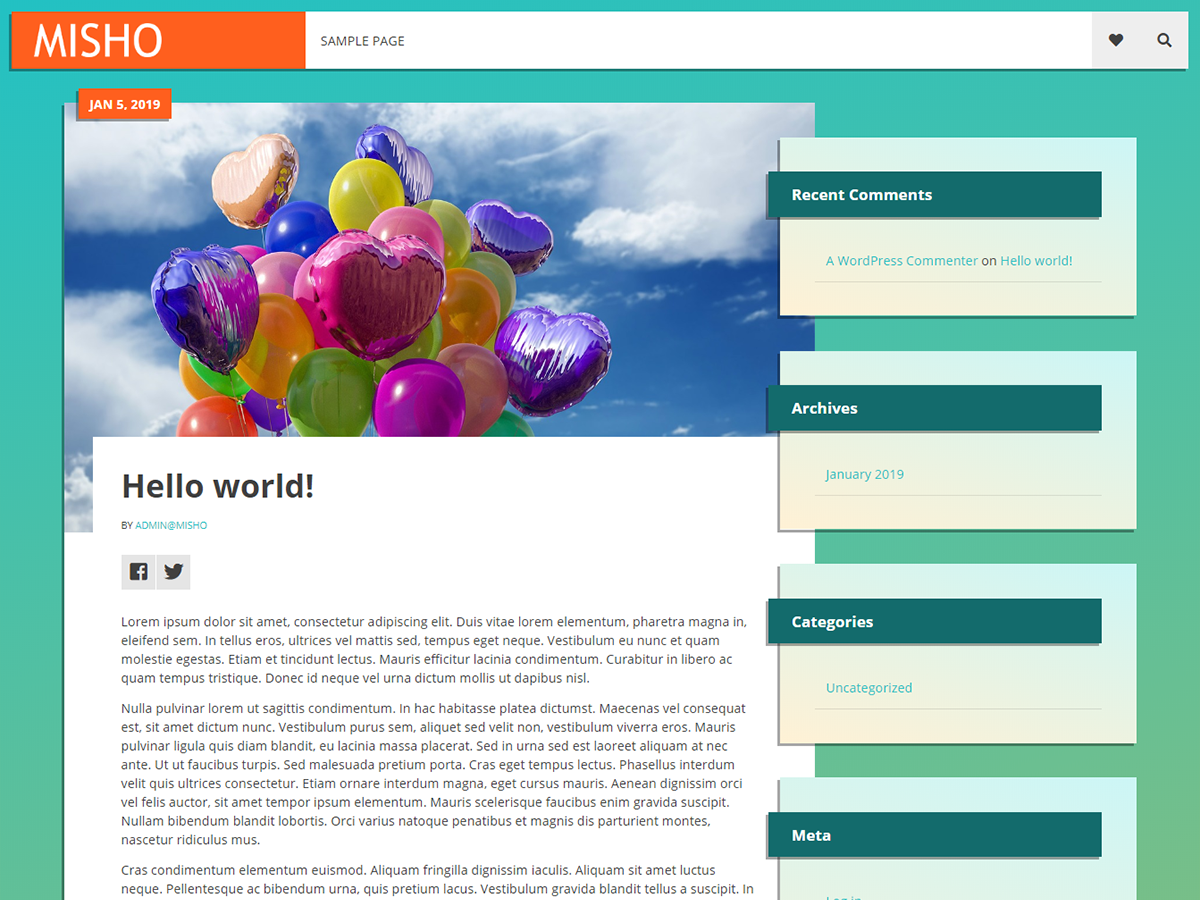 MISHO
SAMPLE PAGE
JAN 5, 2019
Hello world!
BY ADMIN@MISHO
Lorem ipsum dolor sit amet, consectetur adipiscing elit. Duis vitae lorem elementum, pharetra magna in,
eleifend sem. In tellus eros, ultrices vel mattis sed, tempus eget neque. Vestibulum eu nunc et quam
molestie egestas. Etiam et tincidunt lectus. Mauris efficitur lacinia condimentum. Curabitur in libero ac
quam tempus tristique. Donec id neque vel urna dictum mollis ut dapibus nisl.
Nulla pulvinar lorem ut sagittis condimentum. In hac habitasse platea dictumst. Maecenas vel consequat
est, sit amet dictum nunc. Vestibulum purus sem, aliquet sed velit non, vestibulum viverra eros. Mauris
pulvinar ligula quis diam blandit, eu lacinia massa placerat. Sed in urna sed est laoreet aliquam at nec
ante. Ut ut faucibus turpis. Sed malesuada pretium porta. Cras eget tempus lectus. Phasellus interdum
velit quis ultrices consectetur. Etiam ornare interdum magna, eget cursus mauris. Aenean dignissim orci
vel felis auctor, sit amet tempor ipsum elementum. Mauris scelerisque faucibus enim gravida suscipit.
Nullam bibendum blandit lobortis. Orci varius natoque penatibus et magnis dis parturient montes,
nascetur ridiculus mus.
Cras condimentum elementum euismod. Aliquam fringilla dignissim iaculis. Aliquam sit amet luctus
neque. Pellentesque ac bibendum urna, quis pretium lacus. Vestibulum gravida blandit tellus a suscipit. In
Recent Comments
A WordPress Commenter on Hello world!
Archives
January 2019
Categories
Uncategorized
Meta
Log in